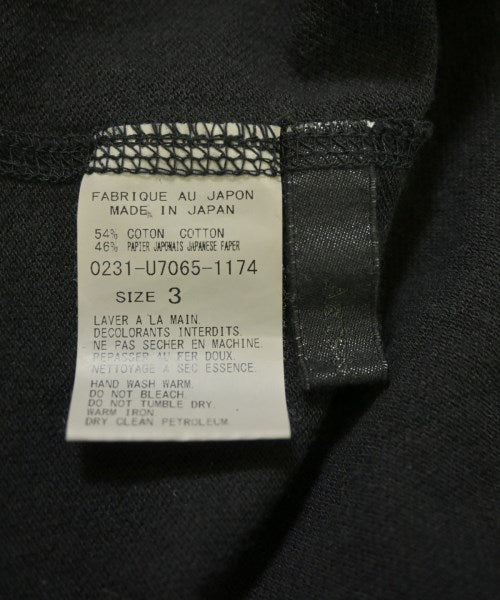 FABRIQUE AU JAPON
MADE IN JAPAN
54% COTON COTTON
46% PAPIER JAPONAIS JAPANESE PAPER
0231-U7065-1174
SIZE 3
LAVER A LA MAIN.
DECOLORANTS INTERDITS.
NE PAS SECHER EN MACHINE.
REPASSER AU FER DOUX.
NETTOYAGE A SEC ESSENCE.
HAND WASH WARM.
DO NOT BLEACH.
DO NOT TUMBLE DRY.
WARM IRON
DRY CLEAN PETROLEUM